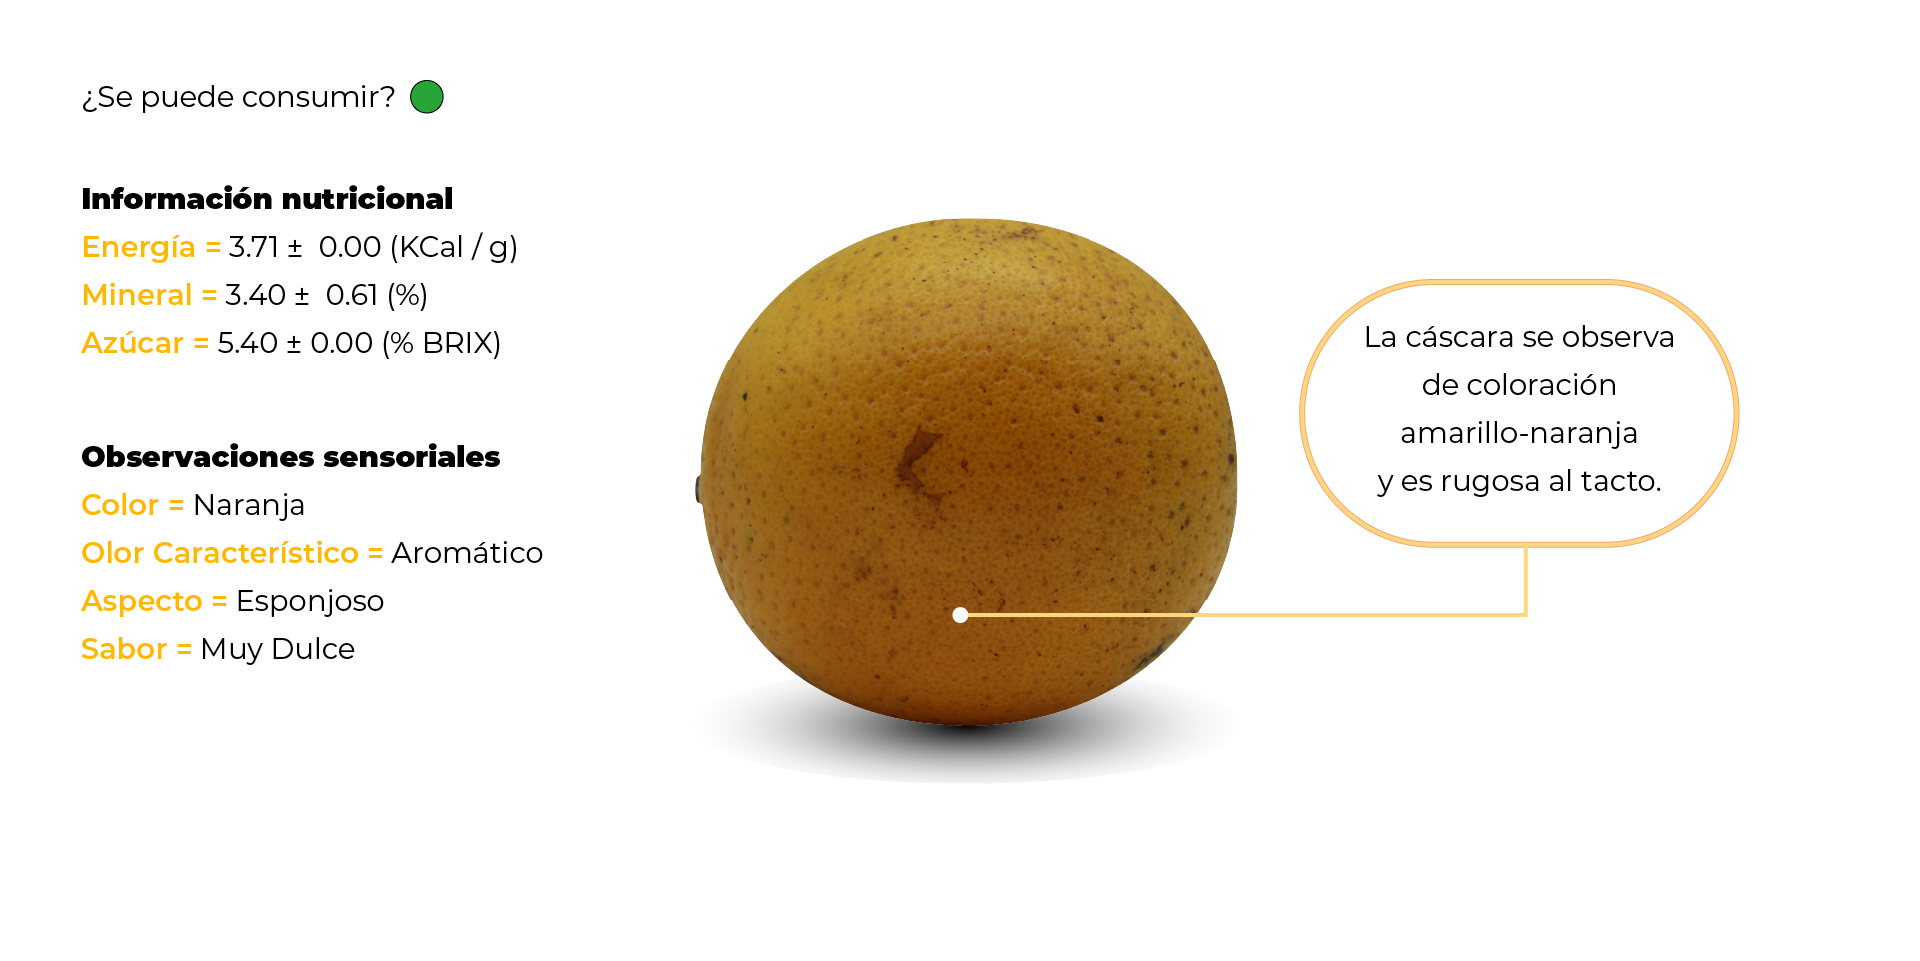 ¿Se puede consumir?
Información nutricional
Energía = 3.71 ± 0.00 (KCal / g)
Mineral = 3.40 ± 0.61 (%)
Azúcar = 5.40 ± 0.00 (% BRIX)
Observaciones sensoriales
Color = Naranja
Olor Característico = Aromático
Aspecto = Esponjoso
Sabor = Muy Dulce
La cáscara se observa
de coloración
amarillo-naranja
y es rugosa al tacto.